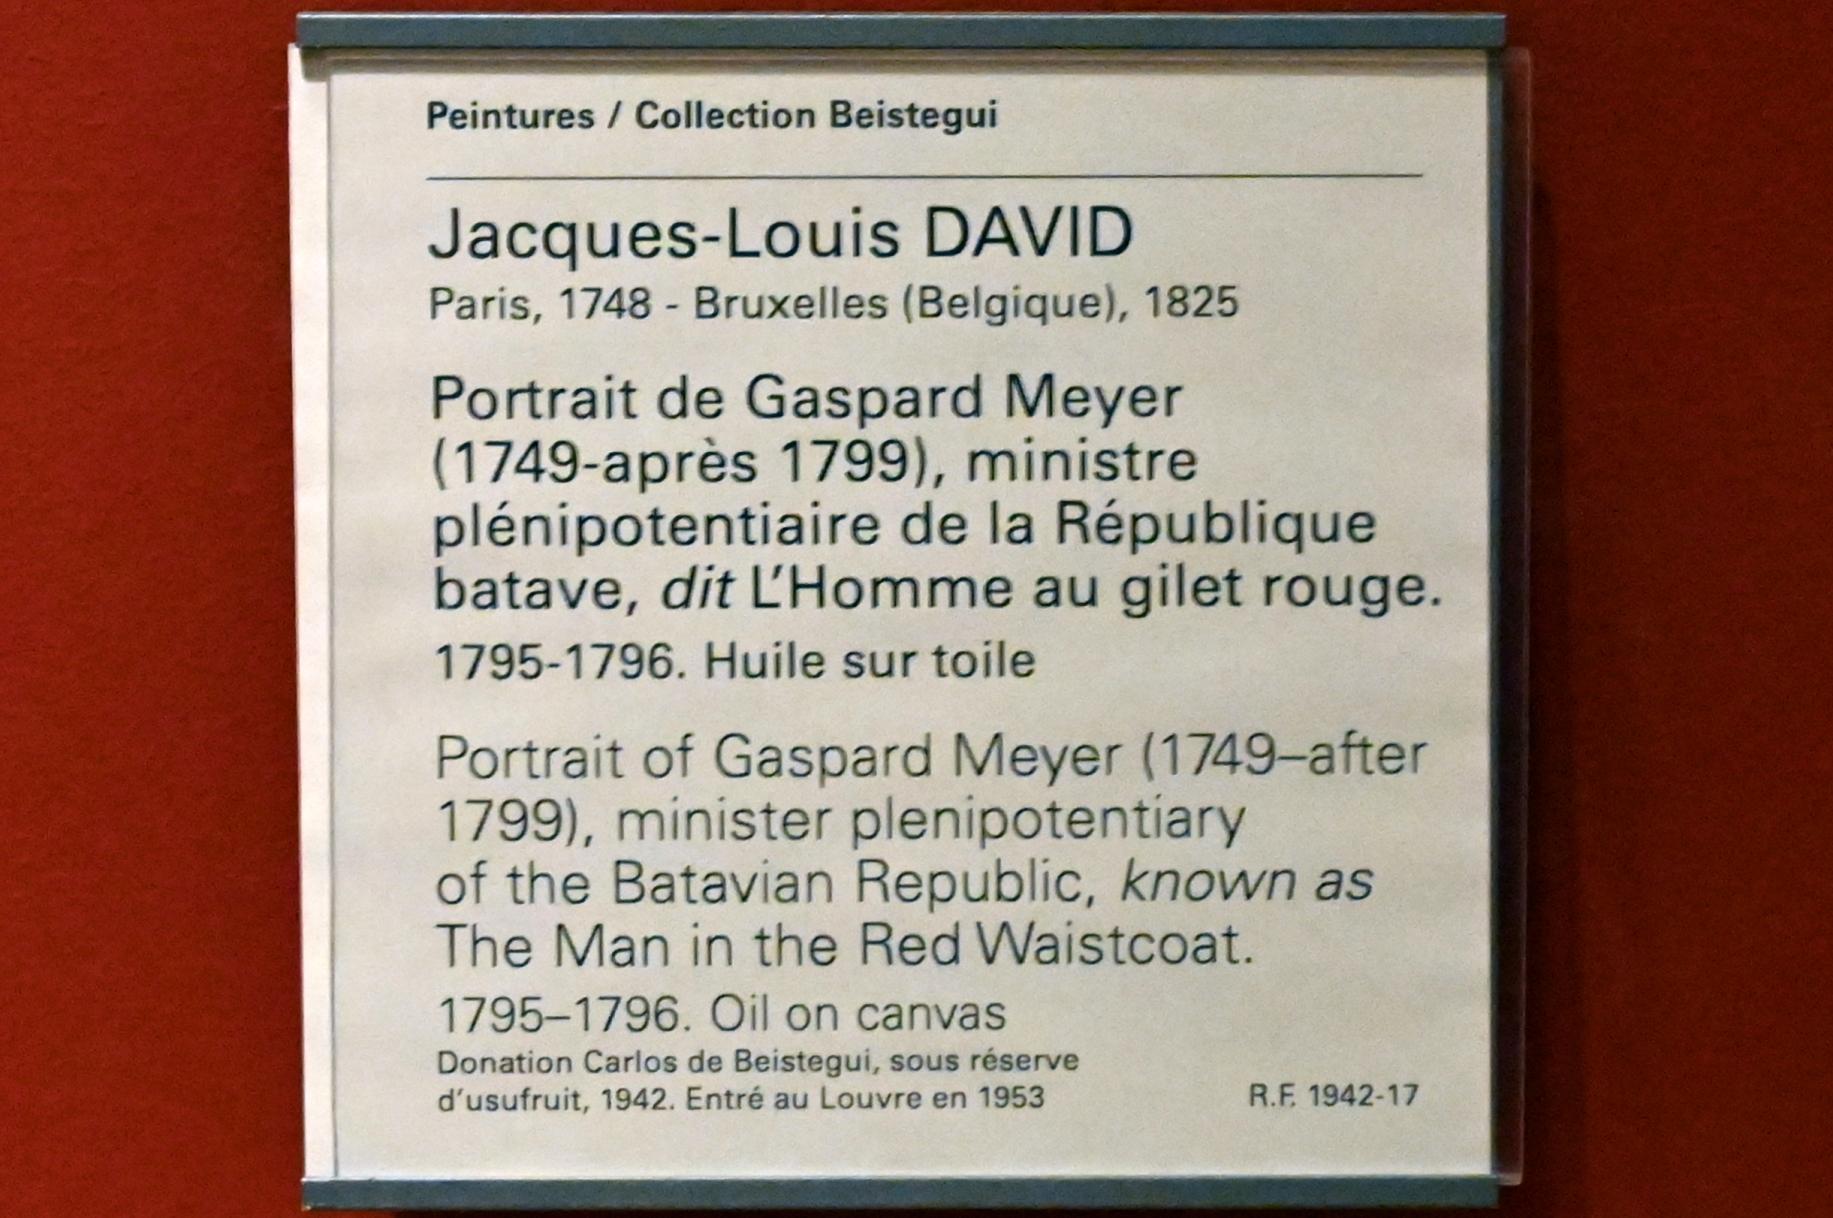 Peintures / Collection Beistegui
Jacques-Louis DAVID
Paris, 1748 - Bruxelles (Belgique), 1825
Portrait de Gaspard Meyer
(1749-après 1799), ministre
plénipotentiaire de la République
batave, dit L'Homme au gilet rouge.
1795-1796. Huile sur toile
Portrait of Gaspard Meyer (1749–after
1799), minister plenipotentiary
of the Batavian Republic, known as
The Man in the Red Waistcoat.
1795–1796. Oil on canvas
Donation Carlos de Beistegui, sous réserve
d'usufruit, 1942. Entré au Louvre en 1953 R.F. 1942-17